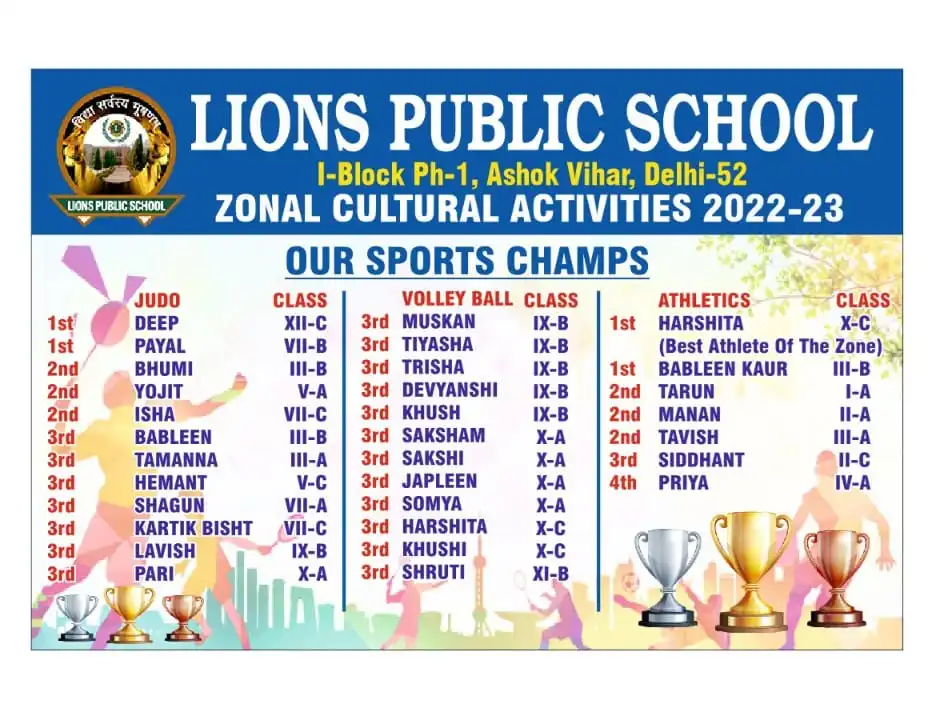 विद्या सर्वस्य भूषणम्
LIONS PUBLIC SCHOOL
LIONS PUBLIC SCHOOL
I-Block Ph-1, Ashok Vihar, Delhi-52
ZONAL CULTURAL ACTIVITIES 2022-23
OUR SPORTS CHAMPS
JUDO CLASS
1st DEEP XII-C
1st PAYAL VII-B
2nd BHUMI III-B
2nd YOJIT V-A
2nd ISHA VII-C
3rd BABLEEN III-B
3rd TAMANNA III-A
3rd HEMANT V-C
3rd SHAGUN VII-A
3rd KARTIK BISHT VII-C
3rd LAVISH IX-B
3rd PARI X-A
VOLLEY BALL CLASS
3rd MUSKAN IX-B
3rd TIYASHA IX-B
3rd TRISHA IX-B
3rd DEVYANSHI IX-B
3rd KHUSH IX-B
3rd SAKSHAM X-A
3rd SAKSHI X-A
3rd JAPLEEN X-A
3rd SOMYA X-A
3rd HARSHITA X-C
3rd KHUSHI X-C
3rd SHRUTI XI-B
ATHLETICS CLASS
1st HARSHITA X-C
(Best Athlete Of The Zone)
1st BABLEEN KAUR III-B
2nd TARUN I-A
2nd MANAN II-A
2nd TAVISH III-A
3rd SIDDHANT II-C
4th PRIYA IV-A